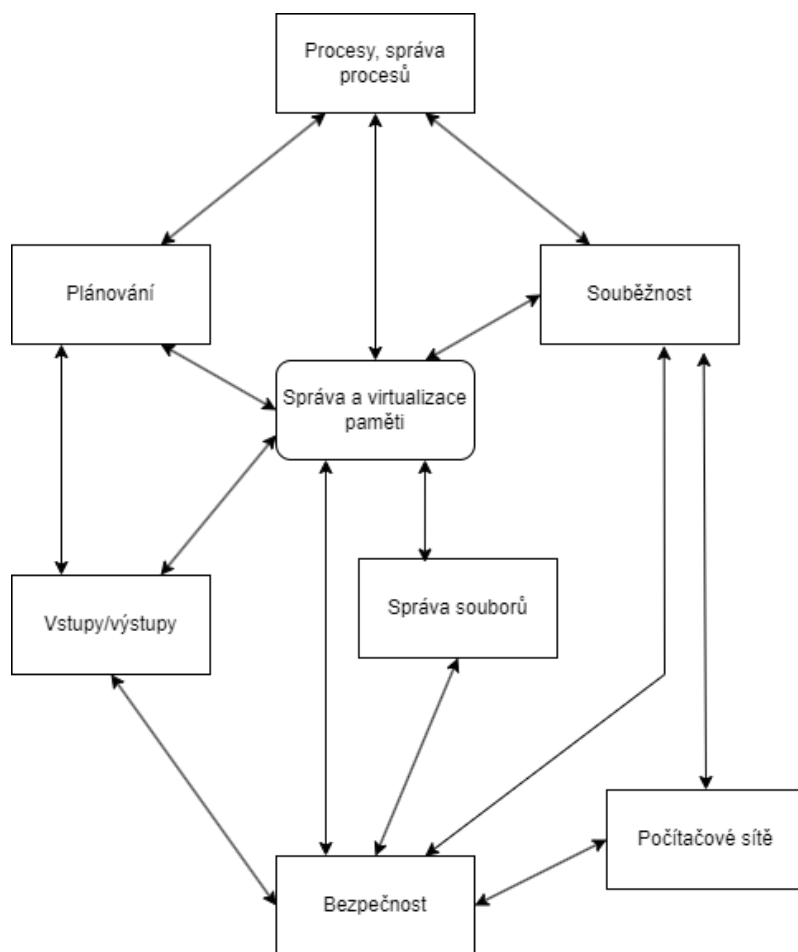 Procesy, správa
procesů
Plánování
Souběžnost
Správa a virtualizace
paměti
Vstupy/výstupy
Správa souborů
Počítačové sítě
Bezpečnost